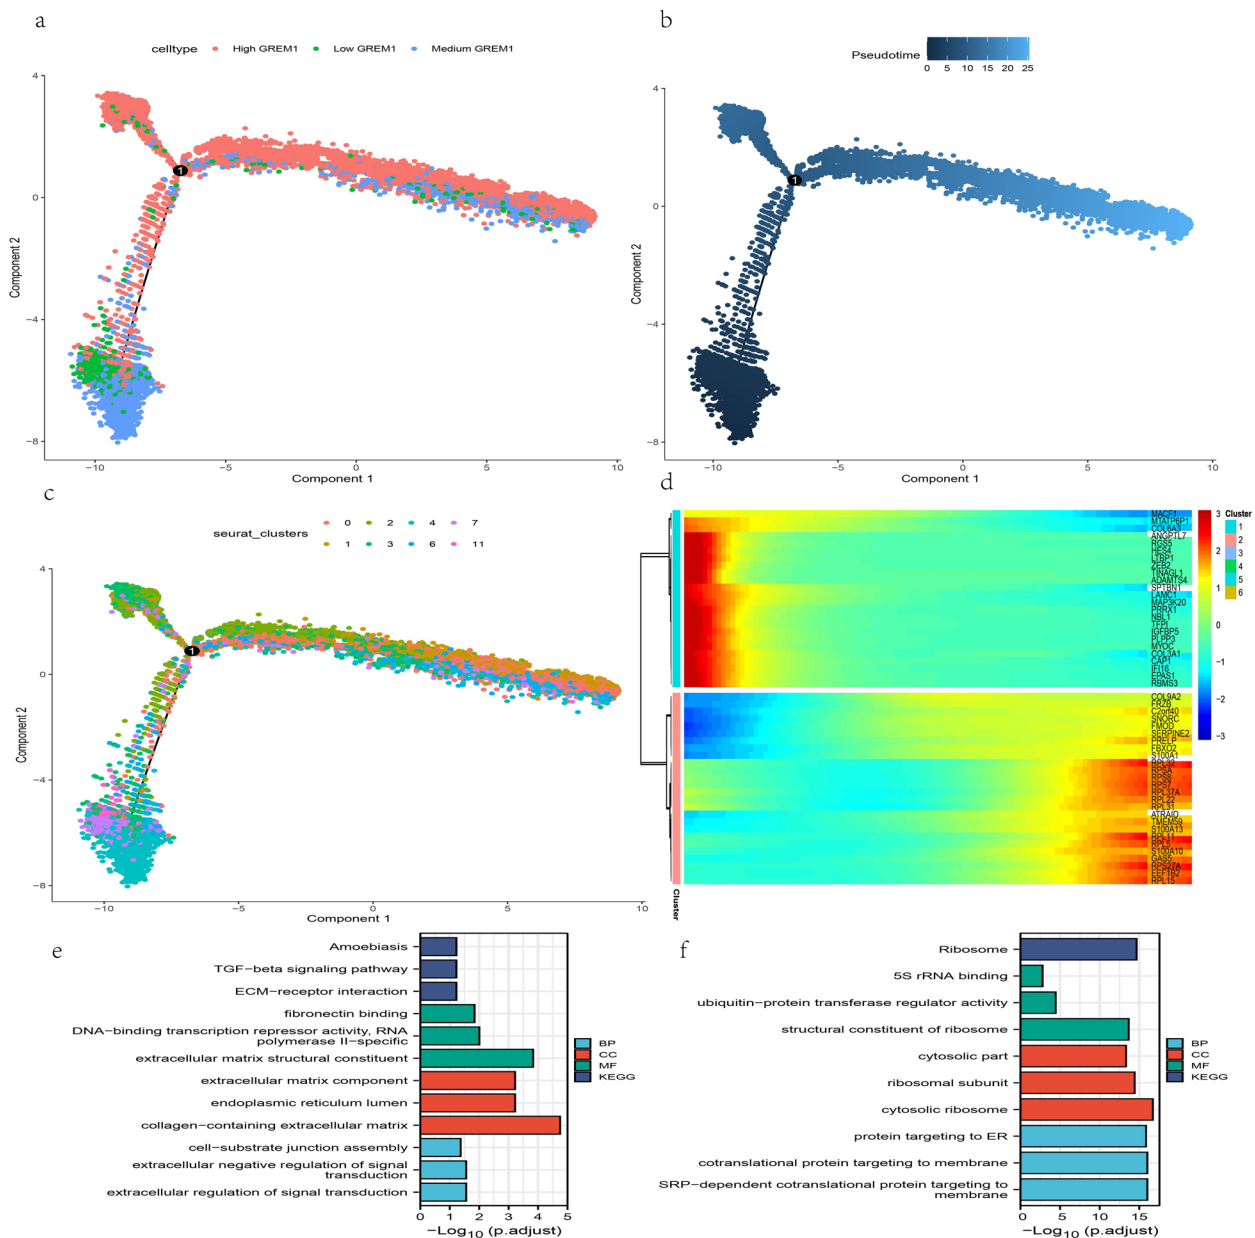 a
celltype High GREM1 Low GREM1 Medium GREM1
4
0
−4
−8
Component 2
−10 −5 0 5 10
Component 1
1
b
Pseudotime
0 5 10 15 20 25
4
0
−4
−8
Component 2
−10 −5 0 5 10
Component 1
1
c
seurat_clusters
0 2 4 7
1 3 6 11
4
0
−4
−8
Component 2
−10 −5 0 5 10
Component 1
1
d
MACF1
MTATP6P1
COL6A3
ANGPTL7
RGS5
HES4
LTBP1
ZEB2
TINAGL1
ADAMTS4
SPTBN1
LAMC1
MAP3K20
PRRX1
NBL1
TFPI
IGFBP5
PLPP3
MYOC
COL3A1
CAP1
IFI16
EPAS1
RBMS3
COL9A2
FRZB
C2orf40
SNORC
FMOD
SERPINE2
PRELP
FBXO2
S100A1
RPL32
RPSA
RPS8
RPS7
RPL37A
RPL22
RPL31
ATRAID
TMEM59
S100A13
RPL11
RPL5
S100A10
GAS5
RPS27A
EEF1B2
RPL15
Cluster
3
2
1
0
−1
−2
−3
Cluster
1
2
3
4
5
6
e
Amoebiasis
TGF−beta signaling pathway
ECM−receptor interaction
fibronectin binding
DNA−binding transcription repressor activity, RNA
polymerase II−specific
extracellular matrix structural constituent
extracellular matrix component
endoplasmic reticulum lumen
collagen−containing extracellular matrix
cell−substrate junction assembly
extracellular negative regulation of signal
transduction
extracellular regulation of signal transduction
0 1 2 3 4 5
−Log10 (p.adjust)
BP
CC
MF
KEGG
f
Ribosome
5S rRNA binding
ubiquitin−protein transferase regulator activity
structural constituent of ribosome
cytosolic part
ribosomal subunit
cytosolic ribosome
protein targeting to ER
cotranslational protein targeting to membrane
SRP−dependent cotranslational protein targeting to
membrane
0 5 10 15
−Log10 (p.adjust)
BP
CC
MF
KEGG